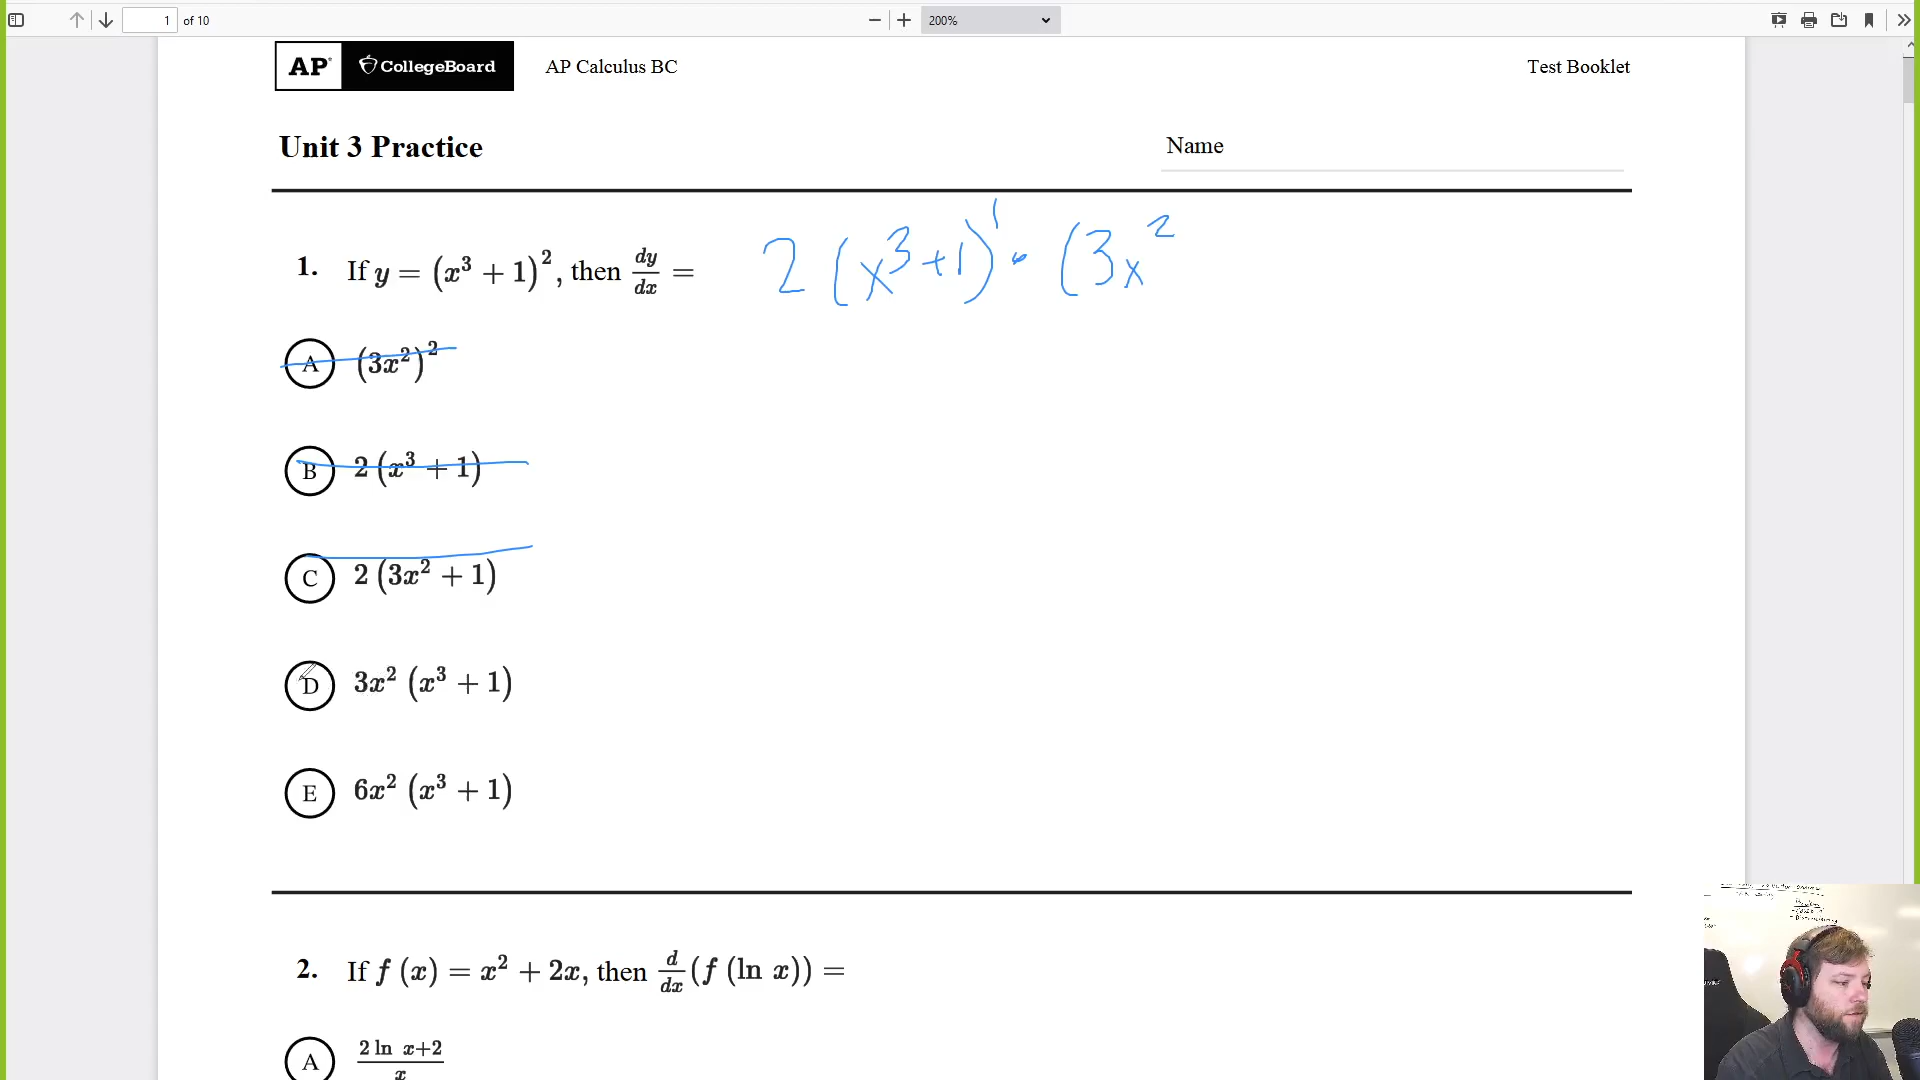 1 of 10 200%
AP CollegeBoard AP Calculus BC Test Booklet
Unit 3 Practice Name
1. If y = (x³ + 1)², then dy/dx = 2 (x³+1)¹ · (3x²
A (3x²)²
B 2 (x³ + 1)
C 2 (3x² + 1)
D 3x² (x³ + 1)
E 6x² (x³ + 1)
2. If f (x) = x² + 2x, then d/dx (f (ln x)) =
A 2 ln x+2 / x